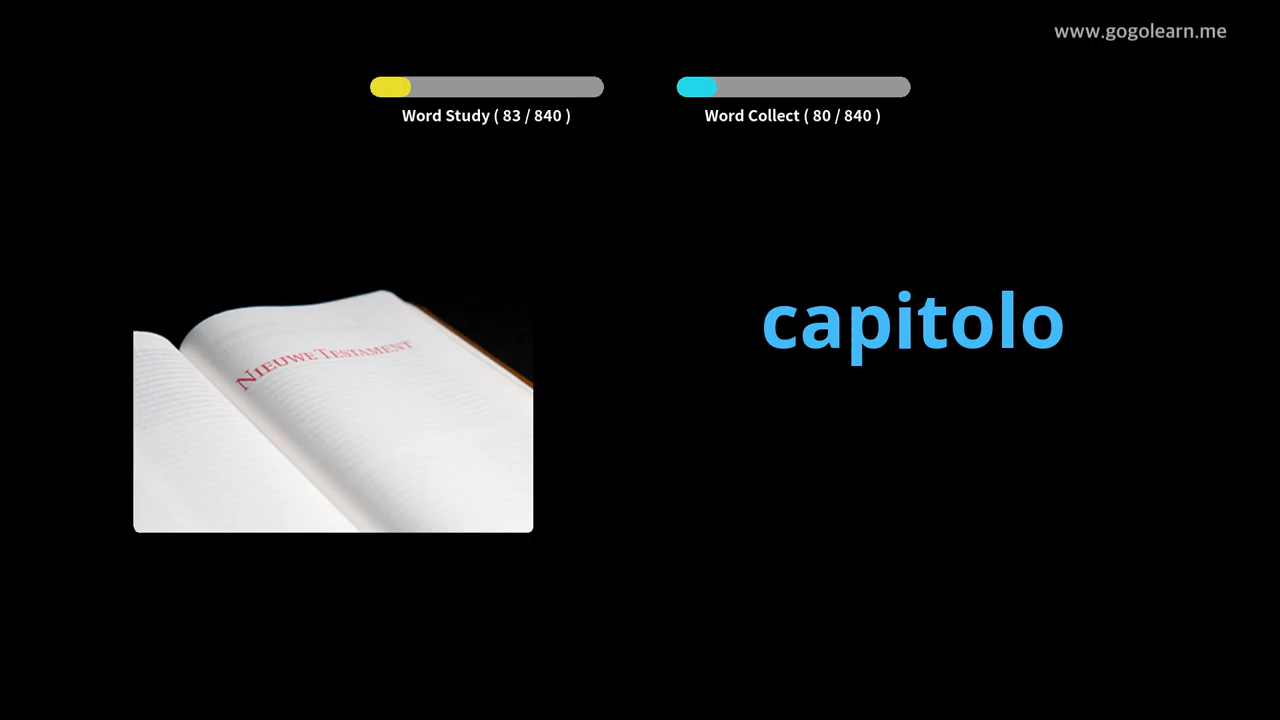 www.gogolearn.me
Word Study ( 83 / 840 )
Word Collect ( 80 / 840 )
NIEUWE TESTAMENT
capitolo